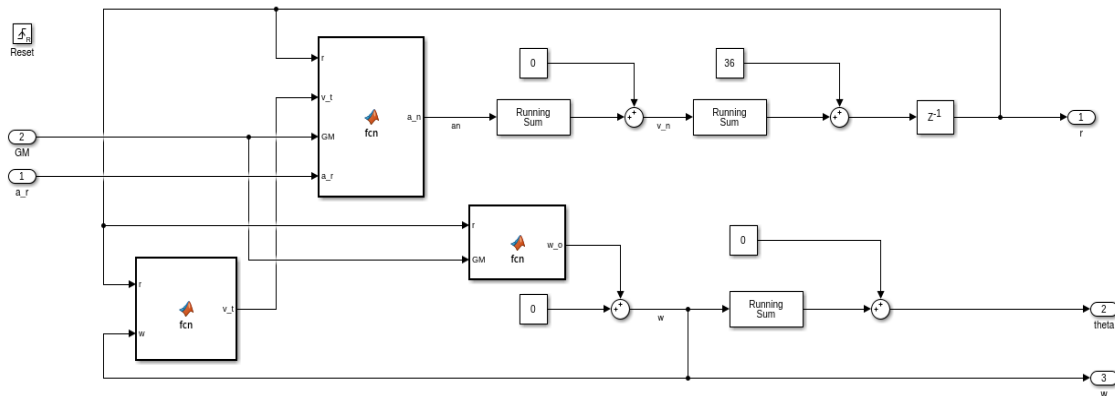 Reset
R
r
v_t
GM
a_r
fcn
a_n
an
0
Running
Sum
v_n
36
Running
Sum
Z-1
1
r
2
GM
1
a_r
r
GM
fcn
w_o
0
r
w
fcn
v_t
0
w
Running
Sum
2
theta
3
w